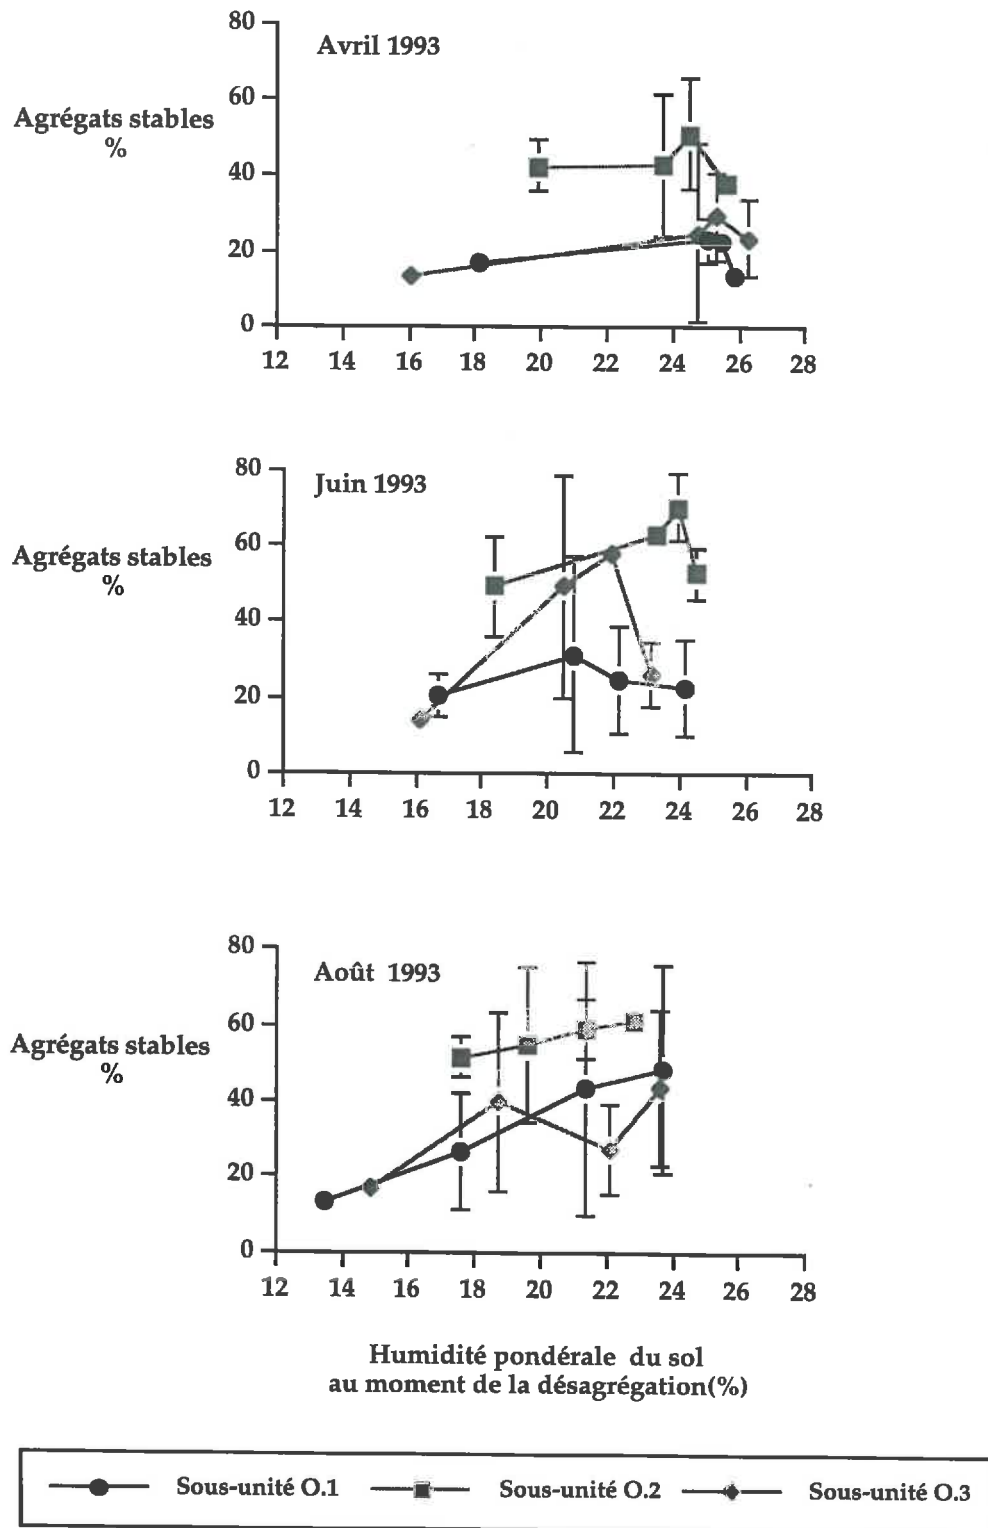 80
Avril 1993
60
Agrégats stables
%
40
20
0
12 14 16 18 20 22 24 26 28
80
Juin 1993
60
Agrégats stables
%
40
20
0
12 14 16 18 20 22 24 26 28
80
Août 1993
60
Agrégats stables
%
40
20
0
12 14 16 18 20 22 24 26 28
Humidité pondérale du sol
au moment de la désagrégation(%)
Sous-unité O.1 Sous-unité O.2 Sous-unité O.3